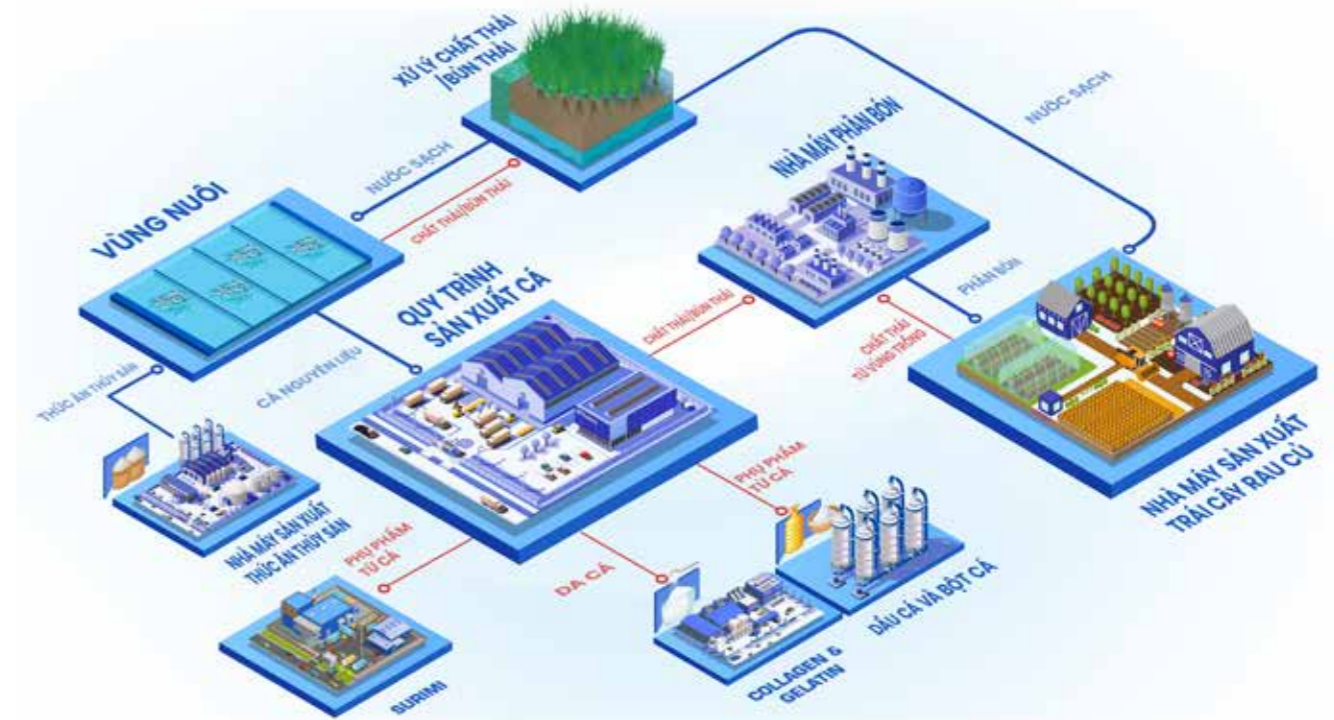 XỬ LÝ CHẤT THẢI
/BÙN THẢI
NƯỚC SẠCH
NƯỚC SẠCH
CHẤT THẢI/BÙN THẢI
NHÀ MÁY PHÂN BÓN
VÙNG NUÔI
QUY TRÌNH
SẢN XUẤT CÁ
CHẤT THẢI/BÙN THẢI
PHÂN BÓN
CHẤT THẢI
TỪ VÙNG TRỒNG
THỨC ĂN THỦY SẢN
CÁ NGUYÊN LIỆU
NHÀ MÁY SẢN XUẤT
TRÁI CÂY RAU CỦ
NHÀ MÁY SẢN XUẤT
THỨC ĂN THỦY SẢN
PHỤ PHẨM
TỪ CÁ
PHỤ PHẨM
TỪ CÁ
DA CÁ
DẦU CÁ VÀ BỘT CÁ
COLLAGEN &
GELATIN
SURIMI